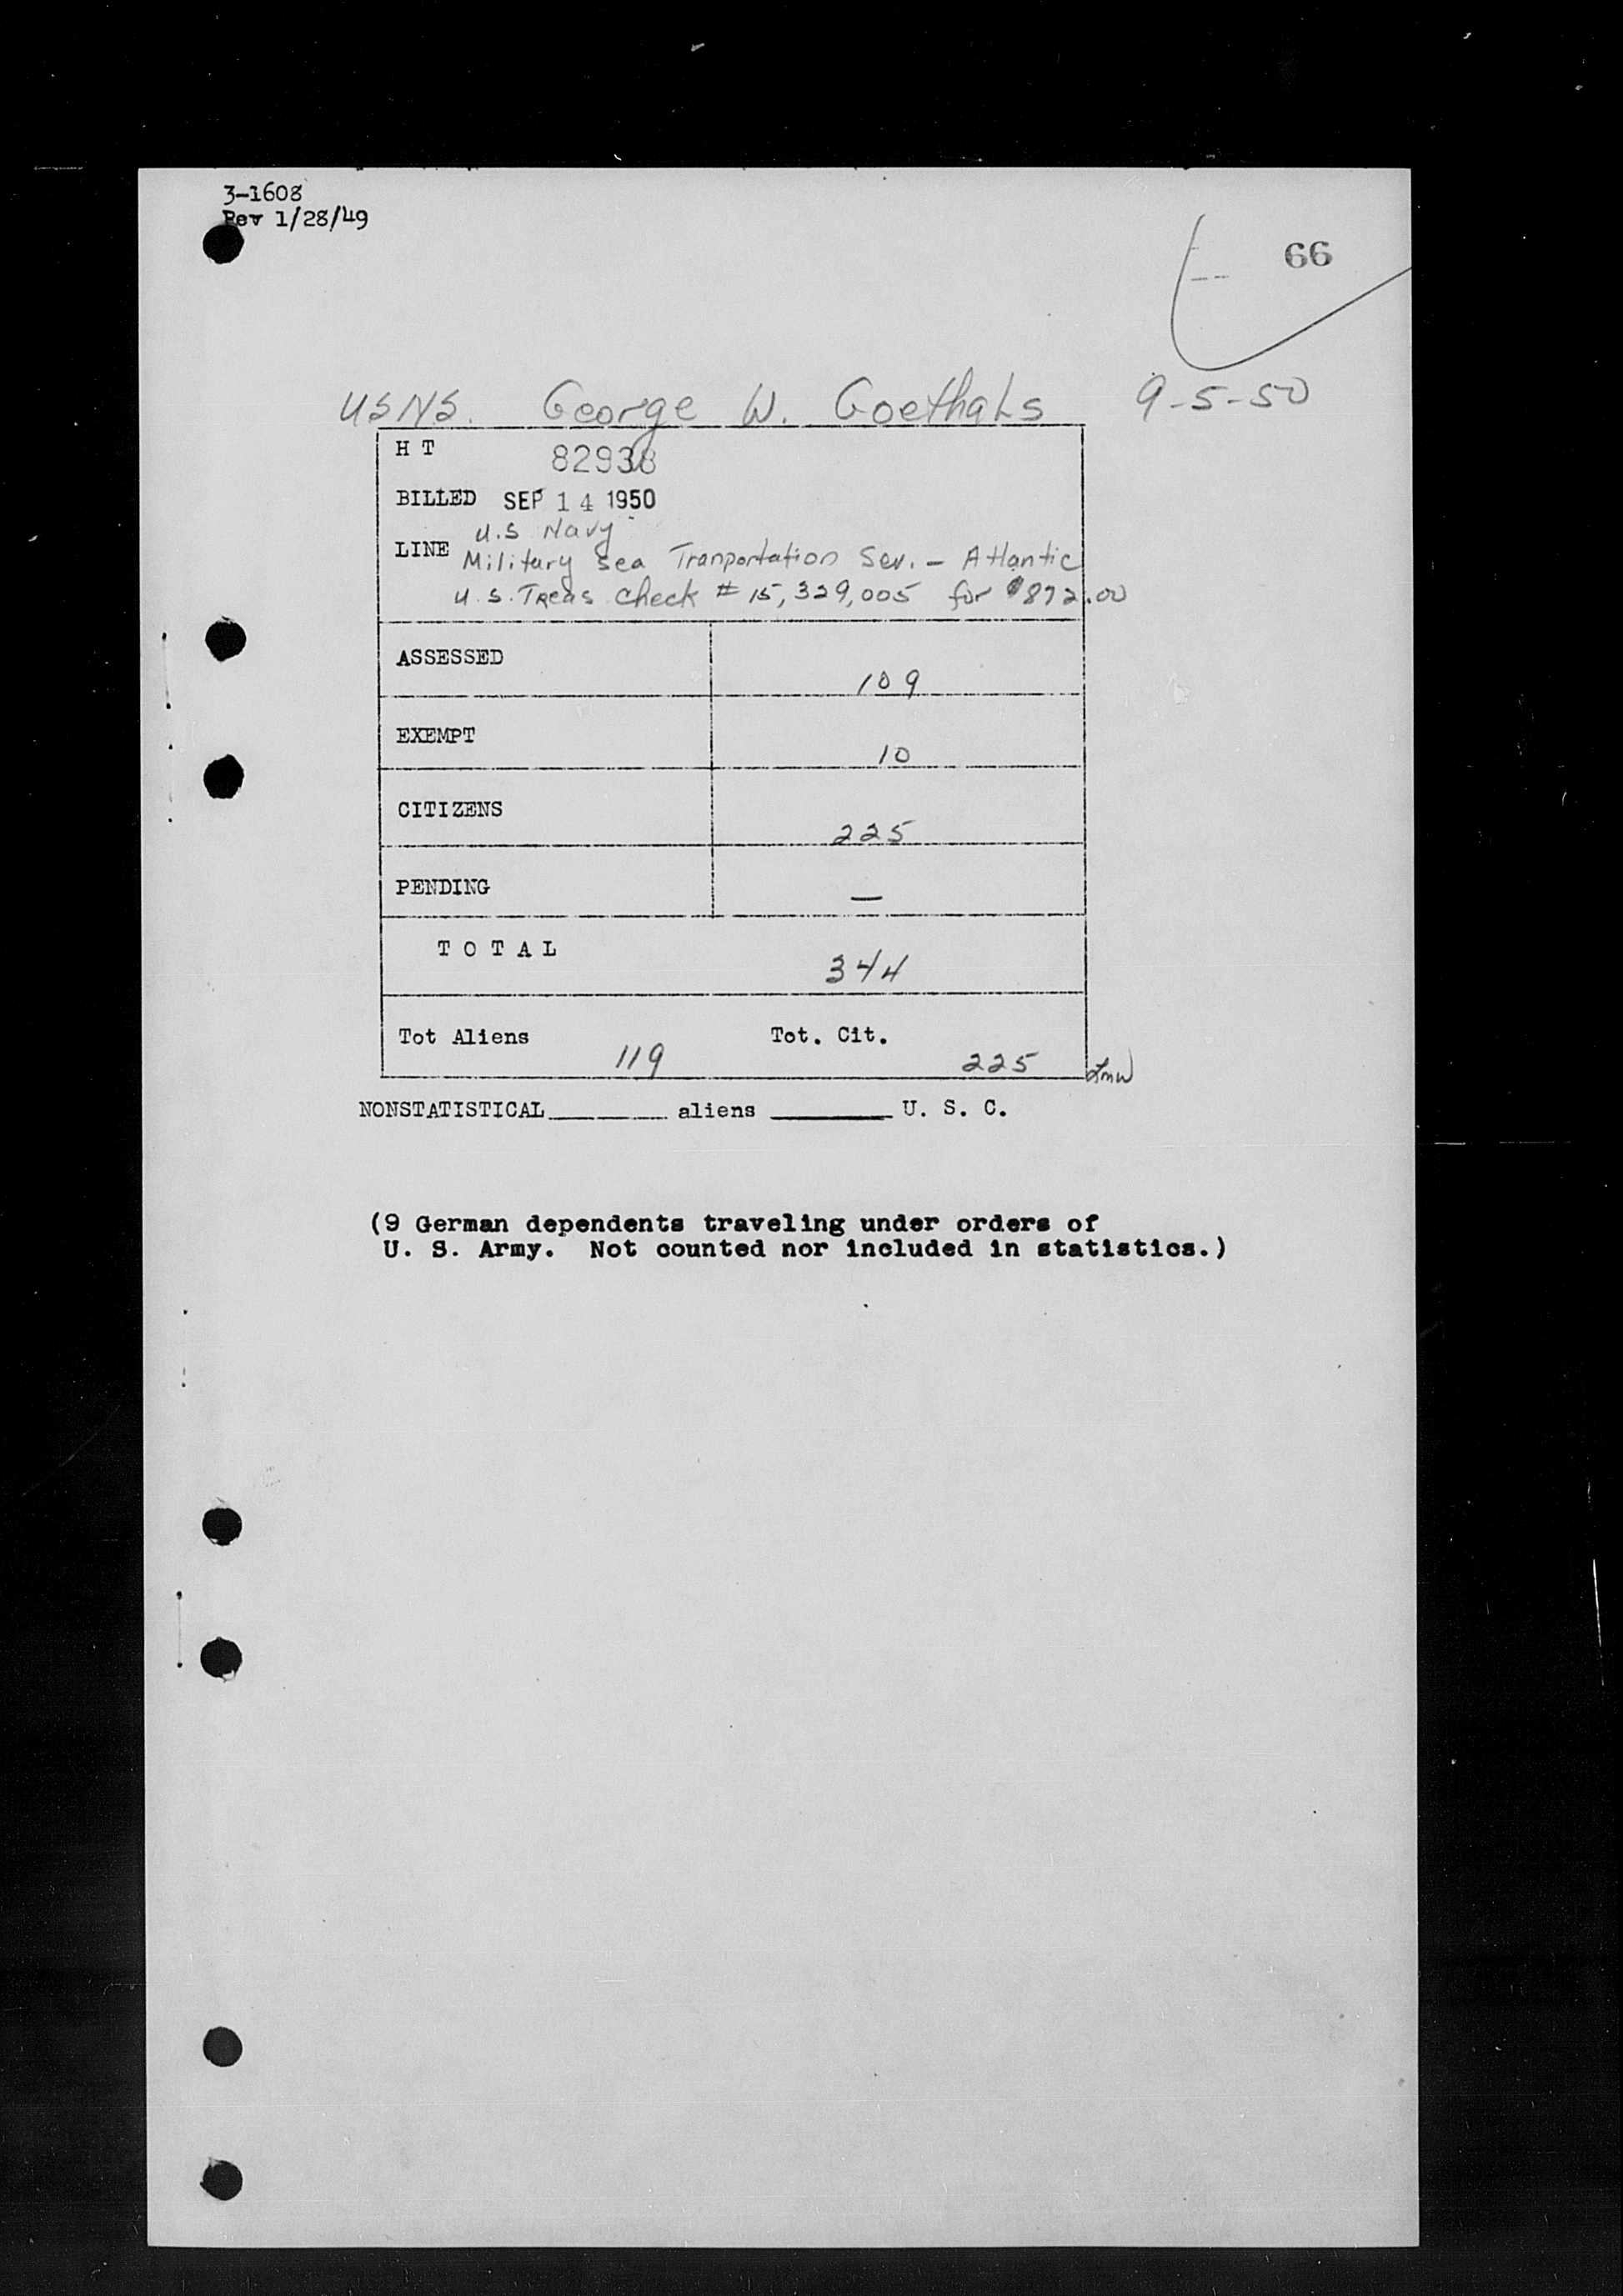 3-1608
Rev 1/28/49
66
USNS. George W. Goethals 9-5-50
H T 82938
BILLED SEP 14 1950
U.S Navy
LINE Military Sea Tranportation Sev. - Atlantic
U.S. Treas check # 15,329,005 for $872.00
ASSESSED 109
EXEMPT 10
CITIZENS 225
PENDING —
T O T A L 344
Tot Aliens 119 Tot. Cit. 225
NONSTATISTICAL ______ aliens ______ U. S. C.
(9 German dependents traveling under orders of
U. S. Army. Not counted nor included in statistics.)